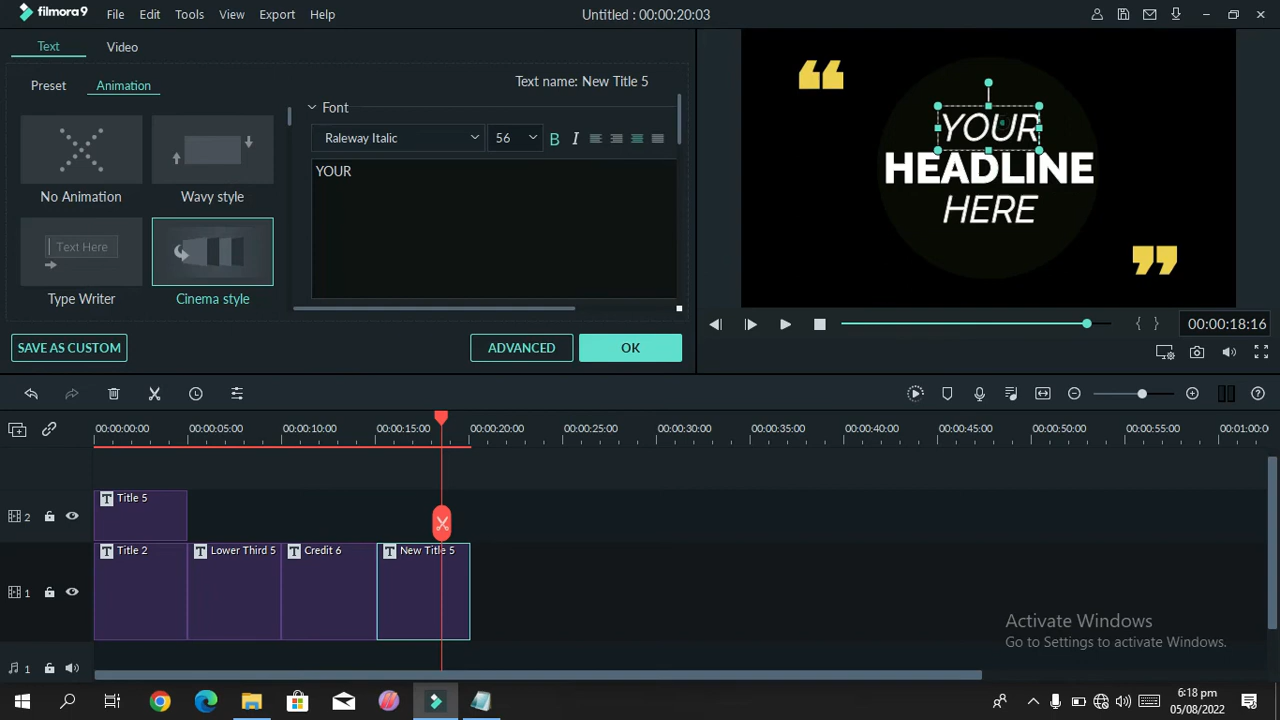 filmora9 File Edit Tools View Export Help Untitled : 00:00:20:03
Text Video
Preset Animation Text name: New Title 5
Font
Raleway Italic 56 B I
YOUR
No Animation Wavy style
Text Here
Type Writer Cinema style
SAVE AS CUSTOM ADVANCED OK
❝
YOUR
HEADLINE
HERE
❞
{ } 00:00:18:16
00:00:00:00 00:00:05:00 00:00:10:00 00:00:15:00 00:00:20:00 00:00:25:00 00:00:30:00 00:00:35:00 00:00:40:00 00:00:45:00 00:00:50:00 00:00:55:00 00:01:00:0
T Title 5
2
T Title 2 T Lower Third 5 T Credit 6 T New Title 5
1
1
Activate Windows
Go to Settings to activate Windows.
6:18 pm
05/08/2022